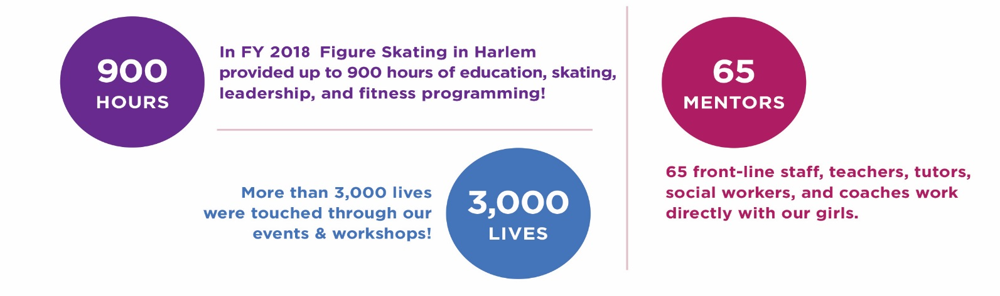 900
HOURS
In FY 2018 Figure Skating in Harlem
provided up to 900 hours of education, skating,
leadership, and fitness programming!
More than 3,000 lives
were touched through our
events & workshops!
3,000
LIVES
65
MENTORS
65 front-line staff, teachers, tutors,
social workers, and coaches work
directly with our girls.